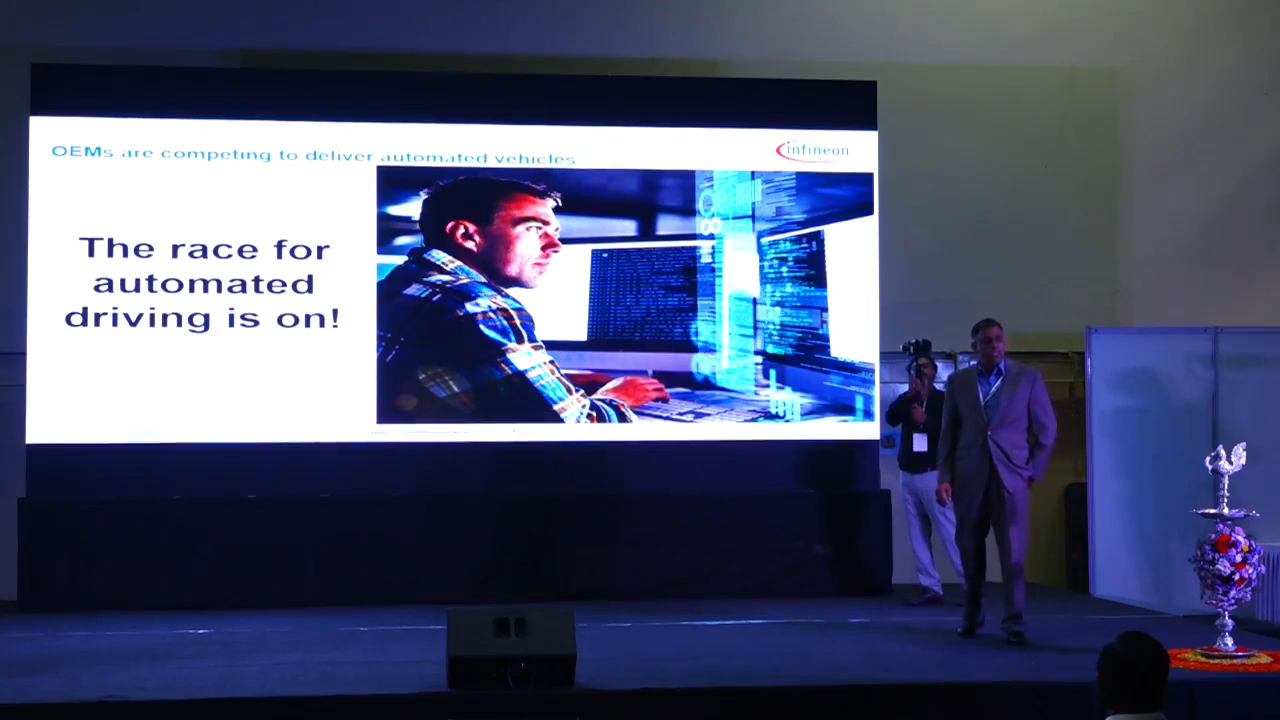 OEMs are competing to deliver automated vehicles
infineon
The race for
automated
driving is on!